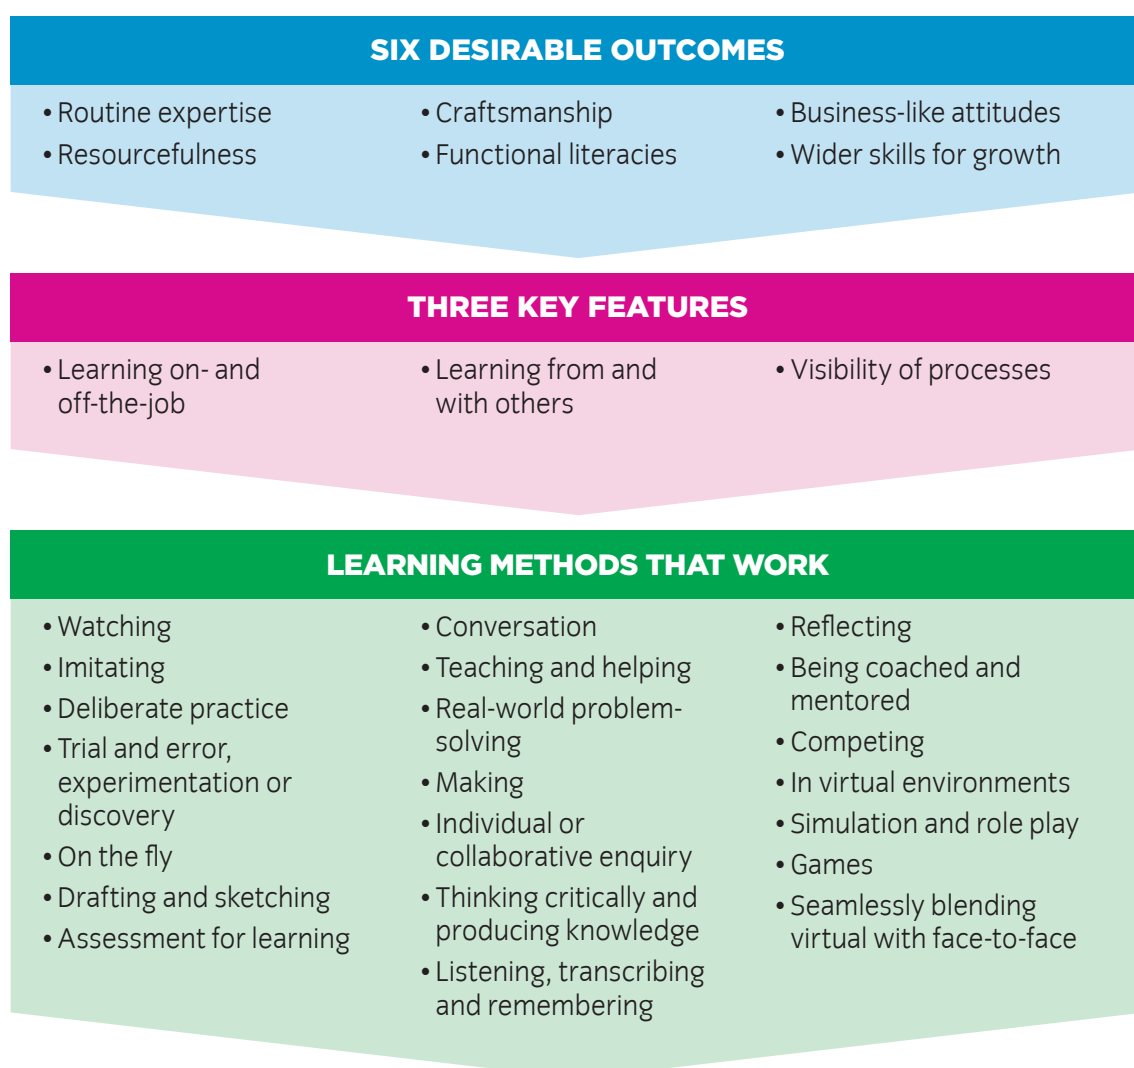 SIX DESIRABLE OUTCOMES
• Routine expertise
• Resourcefulness
• Craftsmanship
• Functional literacies
• Business-like attitudes
• Wider skills for growth
THREE KEY FEATURES
• Learning on- and
off-the-job
• Learning from and
with others
• Visibility of processes
LEARNING METHODS THAT WORK
• Watching
• Imitating
• Deliberate practice
• Trial and error,
experimentation or
discovery
• On the fly
• Drafting and sketching
• Assessment for learning
• Conversation
• Teaching and helping
• Real-world problem-
solving
• Making
• Individual or
collaborative enquiry
• Thinking critically and
producing knowledge
• Listening, transcribing
and remembering
• Reflecting
• Being coached and
mentored
• Competing
• In virtual environments
• Simulation and role play
• Games
• Seamlessly blending
virtual with face-to-face